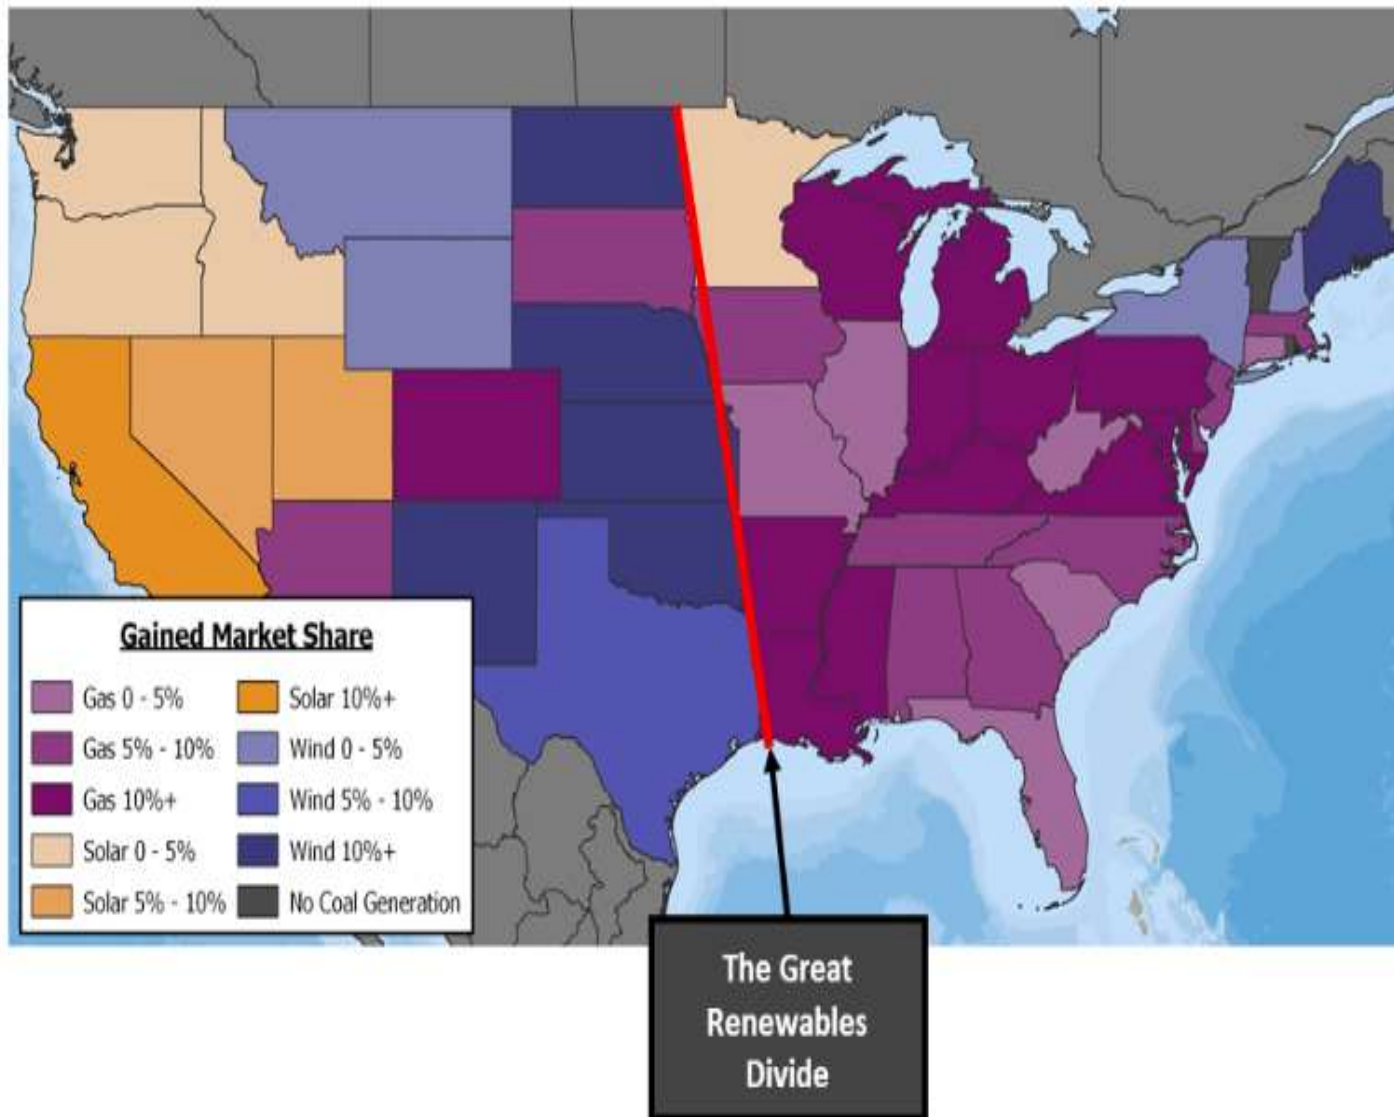 Gained Market Share
Gas 0 - 5%
Gas 5% - 10%
Gas 10%+
Solar 0 - 5%
Solar 5% - 10%
Solar 10%+
Wind 0 - 5%
Wind 5% - 10%
Wind 10%+
No Coal Generation
The Great
Renewables
Divide